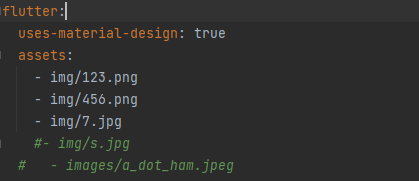 flutter:
  uses-material-design: true
  assets:
    - img/123.png
    - img/456.png
    - img/7.jpg
    #- img/s.jpg
  #   - images/a_dot_ham.jpeg